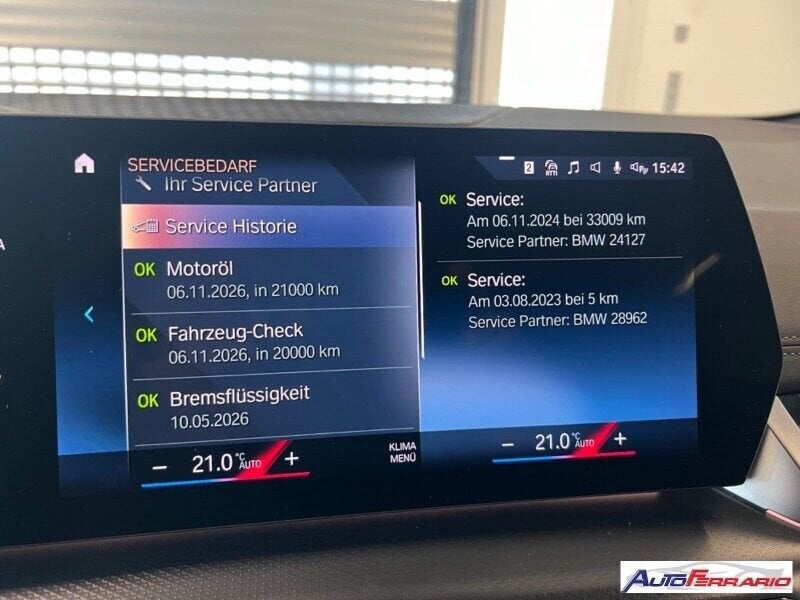 SERVICEBEDARF
Ihr Service Partner
Service Historie
OK Motoröl
06.11.2026, in 21000 km
OK Fahrzeug-Check
06.11.2026, in 20000 km
OK Bremsflüssigkeit
10.05.2026
2 RTTI 15:42
OK Service:
Am 06.11.2024 bei 33009 km
Service Partner: BMW 24127
OK Service:
Am 03.08.2023 bei 5 km
Service Partner: BMW 28962
− 21.0 °C AUTO +
KLIMA
MENÜ
− 21.0 °C AUTO +
AUTOFERRARIO